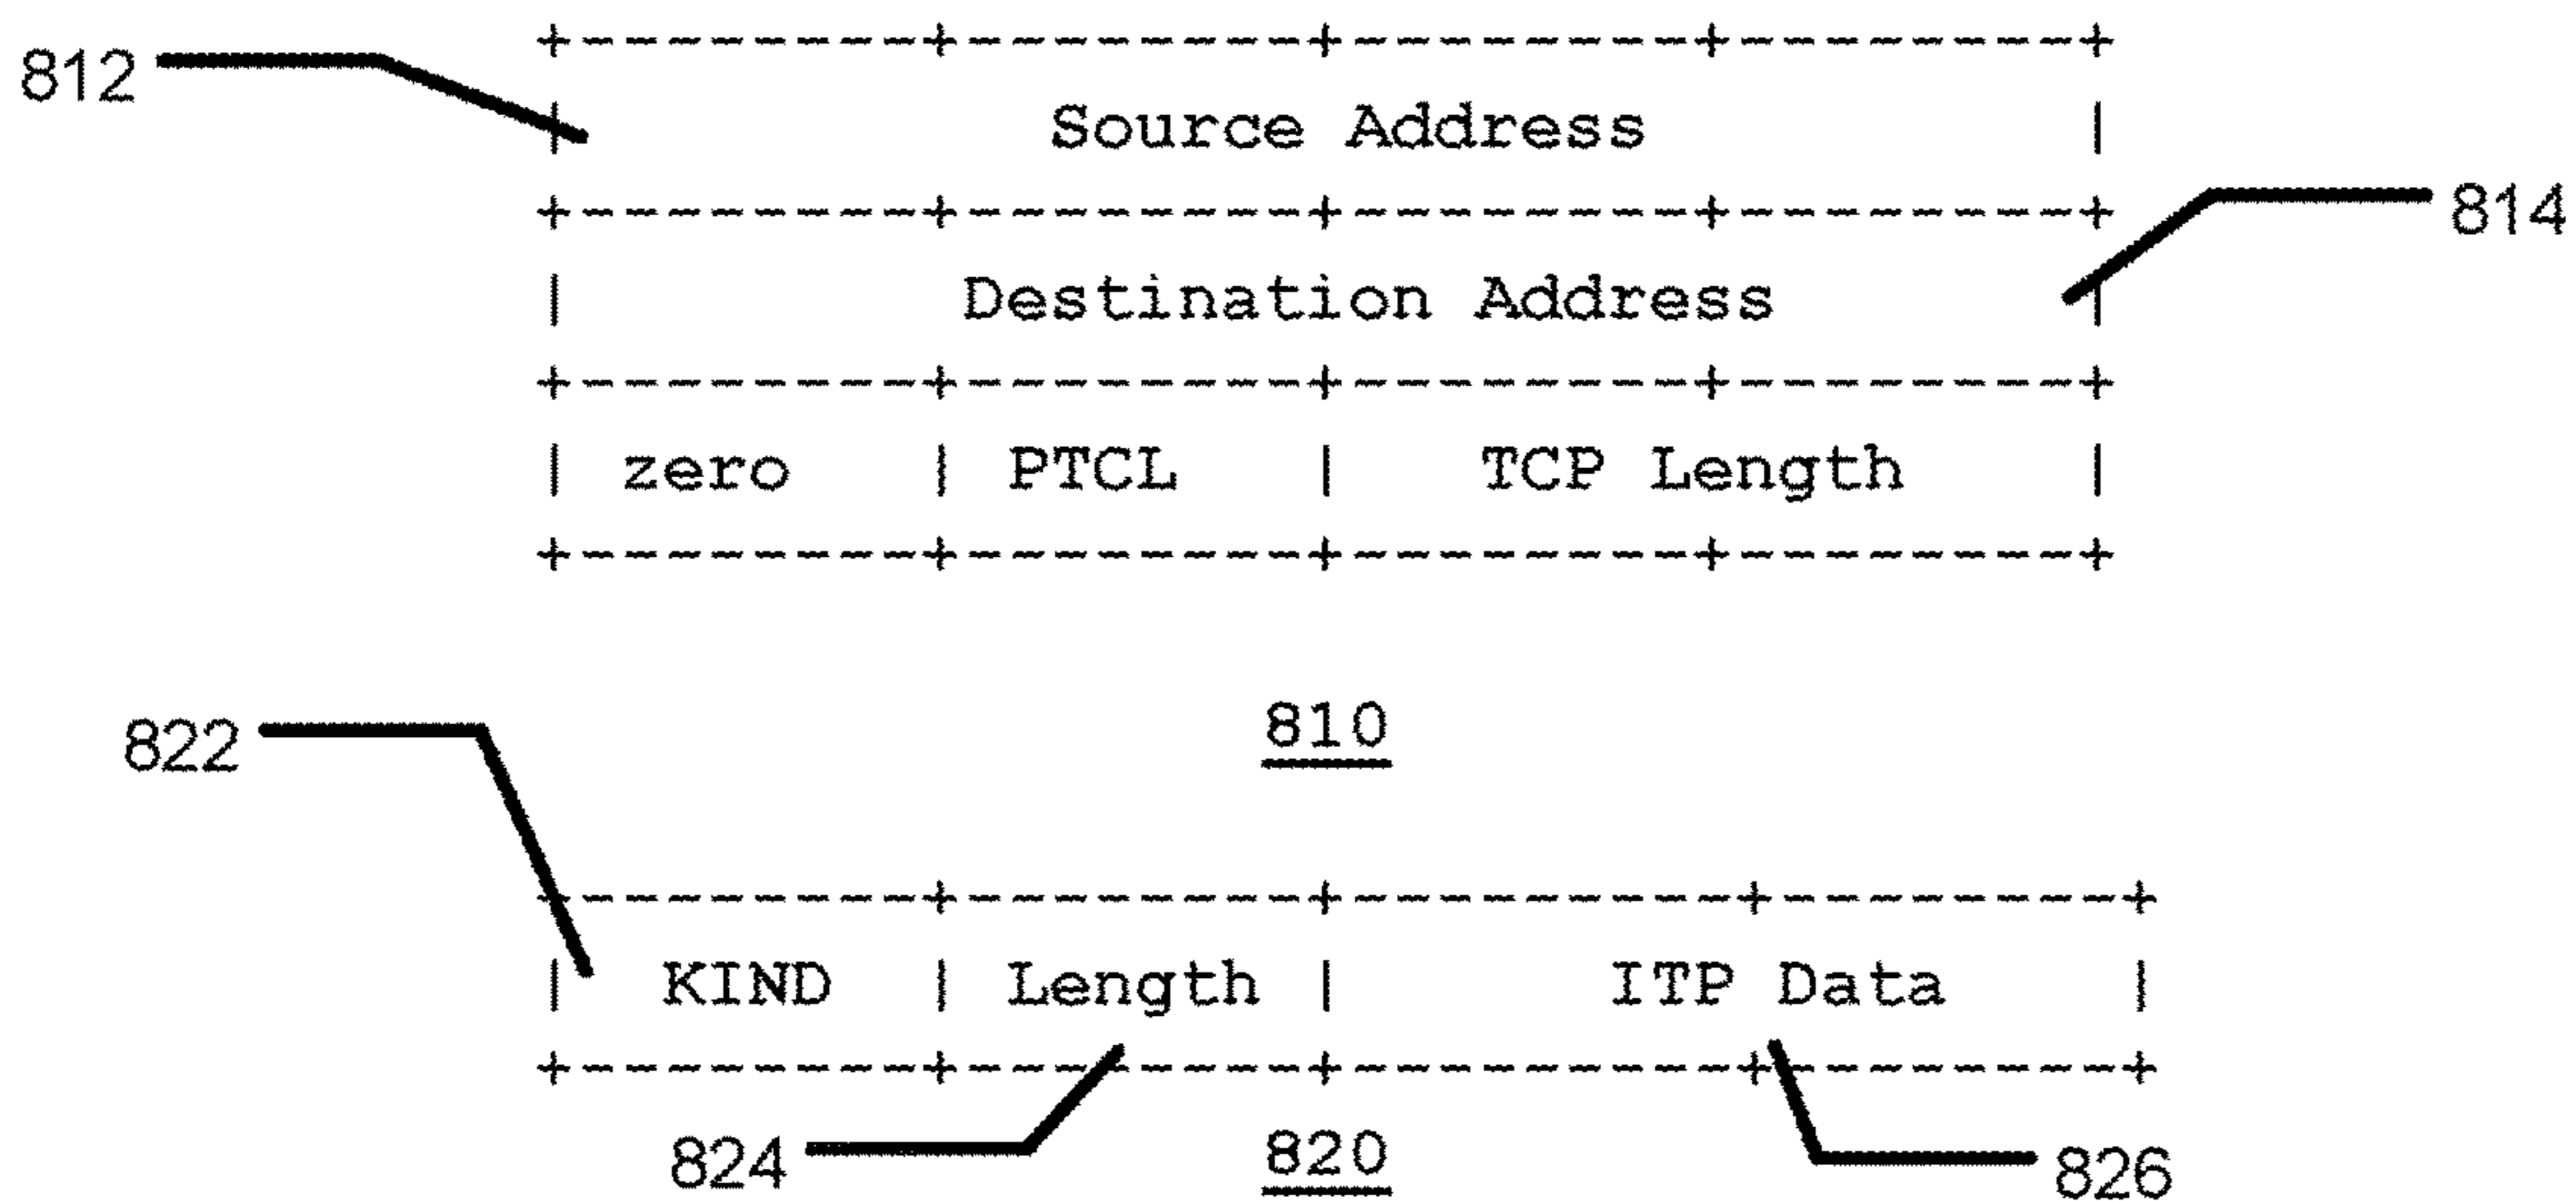 812
Source Address
814
Destination Address
zero | PTCL | TCP Length
810
822
KIND | Length | ITP Data
824
820
826